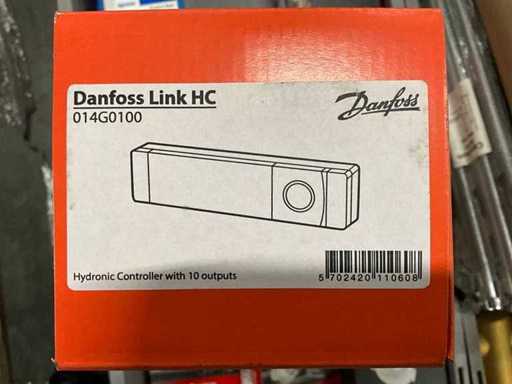 Danfoss Link HC
014G0100
Danfoss
Hydronic Controller with 10 outputs
5 702420 110608